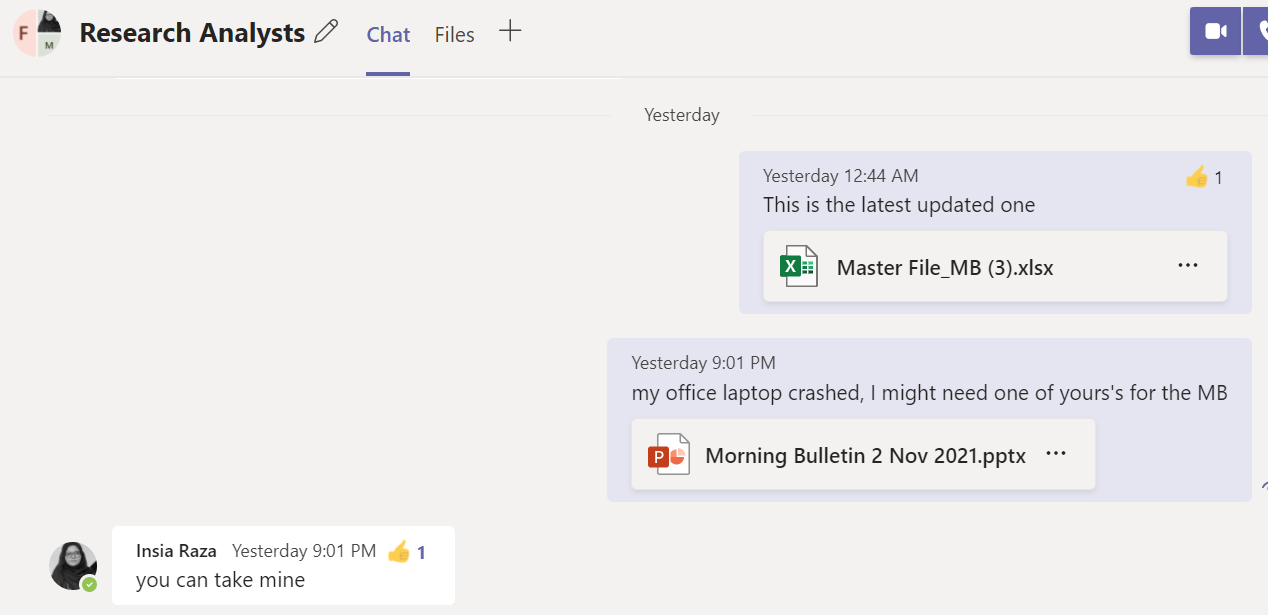 F
M
Research Analysts
Chat
Files
Yesterday
Yesterday 12:44 AM
1
This is the latest updated one
X
Master File_MB (3).xlsx
Yesterday 9:01 PM
my office laptop crashed, I might need one of yours's for the MB
P
Morning Bulletin 2 Nov 2021.pptx
Insia Raza Yesterday 9:01 PM 1
you can take mine